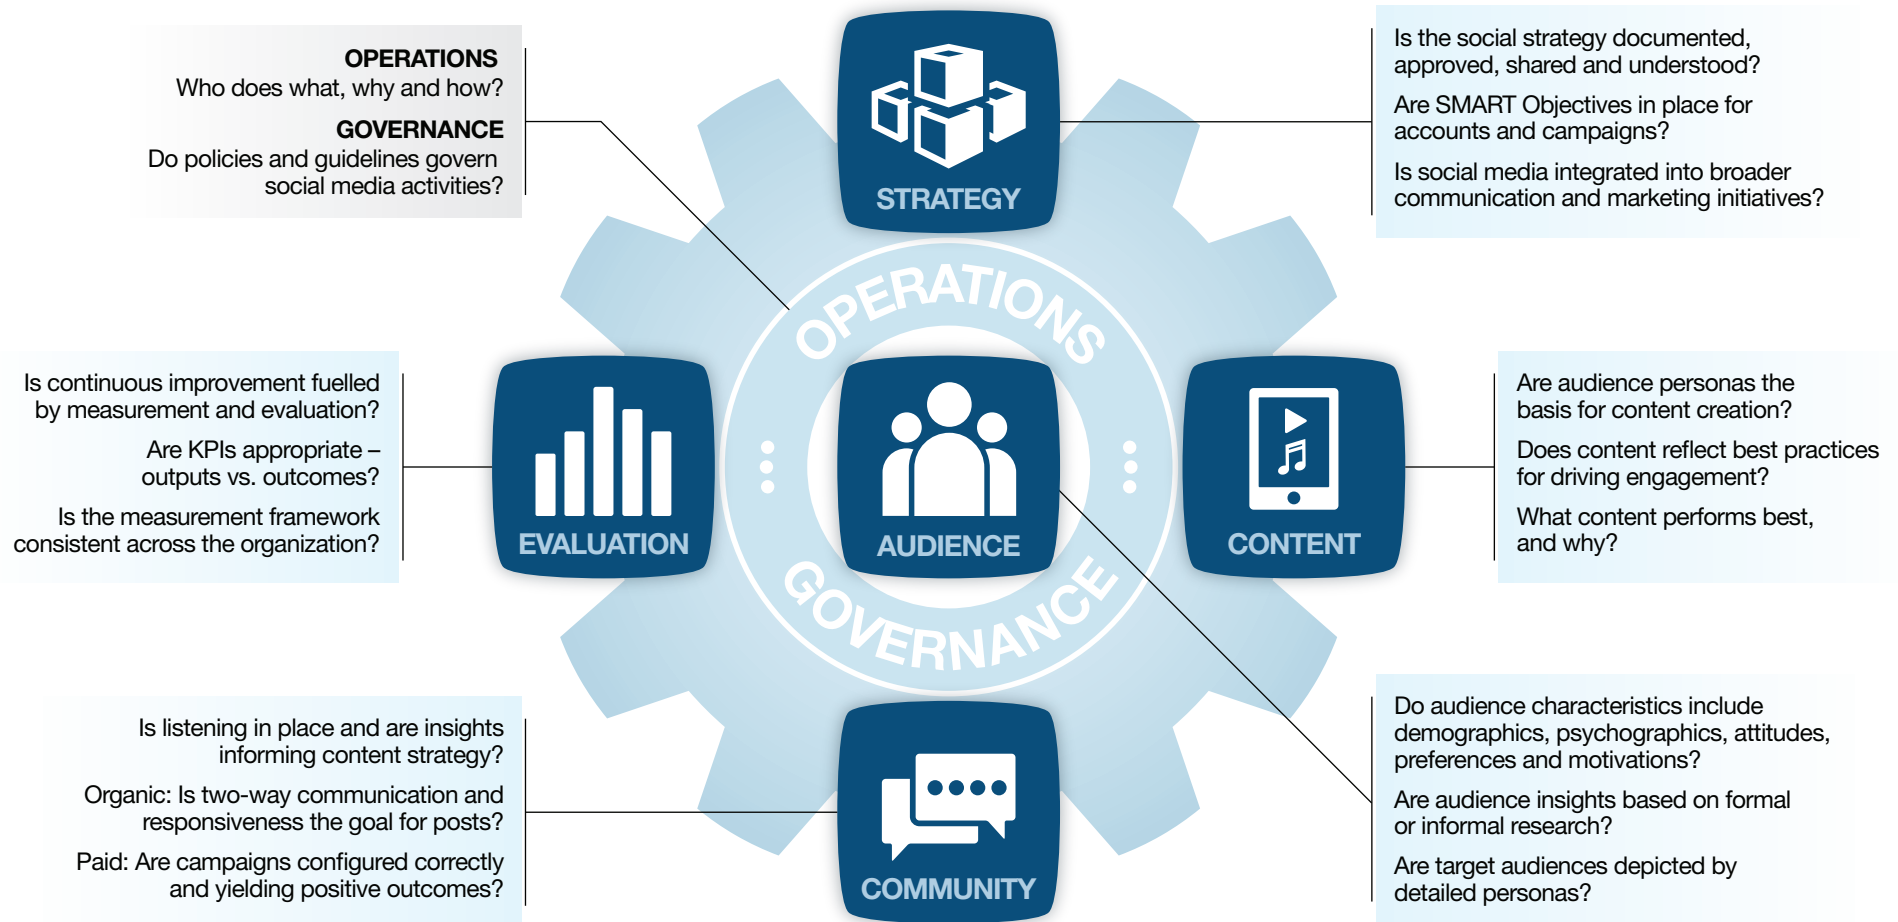 OPERATIONS
Who does what, why and how?
GOVERNANCE
Do policies and guidelines govern
social media activities?
STRATEGY
Is the social strategy documented,
approved, shared and understood?
Are SMART Objectives in place for
accounts and campaigns?
Is social media integrated into broader
communication and marketing initiatives?
OPERATIONS
Is continuous improvement fuelled
by measurement and evaluation?
Are KPIs appropriate –
outputs vs. outcomes?
Is the measurement framework
consistent across the organization?
EVALUATION
AUDIENCE
CONTENT
Are audience personas the
basis for content creation?
Does content reflect best practices
for driving engagement?
What content performs best,
and why?
GOVERNANCE
Is listening in place and are insights
informing content strategy?
Organic: Is two-way communication and
responsiveness the goal for posts?
Paid: Are campaigns configured correctly
and yielding positive outcomes?
COMMUNITY
Do audience characteristics include
demographics, psychographics, attitudes,
preferences and motivations?
Are audience insights based on formal
or informal research?
Are target audiences depicted by
detailed personas?